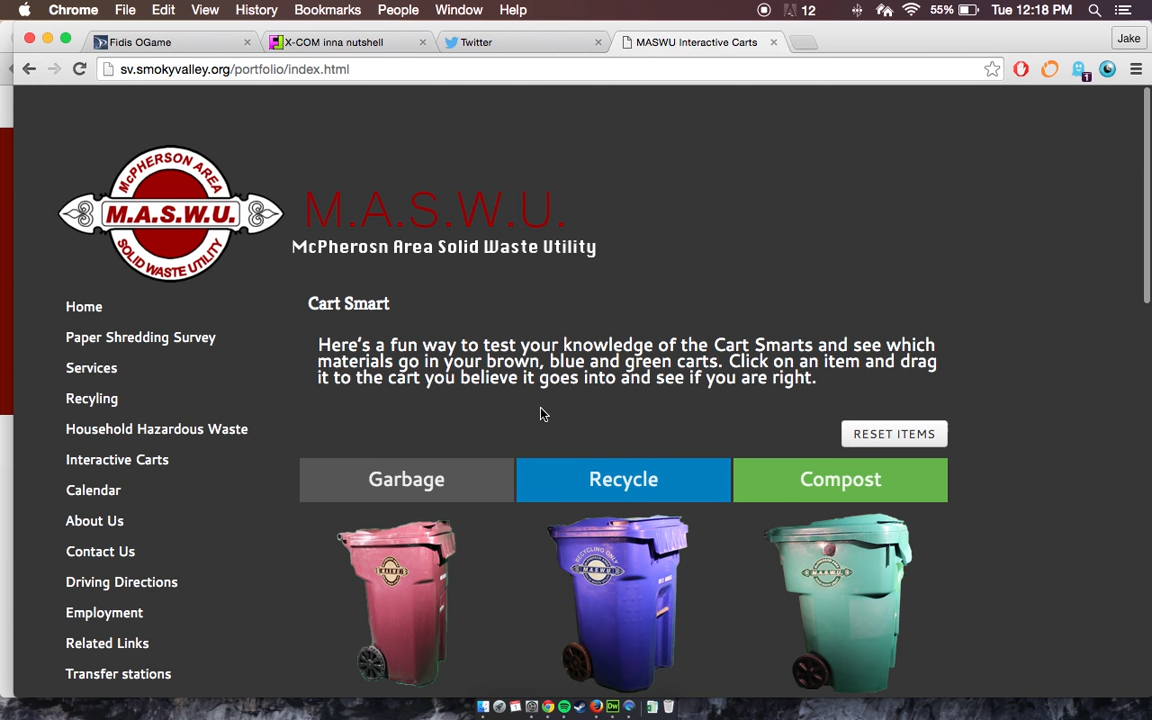 Chrome File Edit View History Bookmarks People Window Help 12 55% Tue 12:18 PM
Fidis OGame X-COM inna nutshell Twitter MASWU Interactive Carts Jake
sv.smokyvalley.org/portfolio/index.html 1
McPHERSON AREA
M.A.S.W.U.
SOLID WASTE UTILITY
M.A.S.W.U.
McPherosn Area Solid Waste Utility
Home
Paper Shredding Survey
Services
Recyling
Household Hazardous Waste
Interactive Carts
Calendar
About Us
Contact Us
Driving Directions
Employment
Related Links
Transfer stations
Cart Smart
Here's a fun way to test your knowledge of the Cart Smarts and see which
materials go in your brown, blue and green carts. Click on an item and drag
it to the cart you believe it goes into and see if you are right.
RESET ITEMS
Garbage Recycle Compost
M.A.S.W.U.
RECYCLING ONLY
M.A.S.W.U.
M.A.S.W.U.
Dw